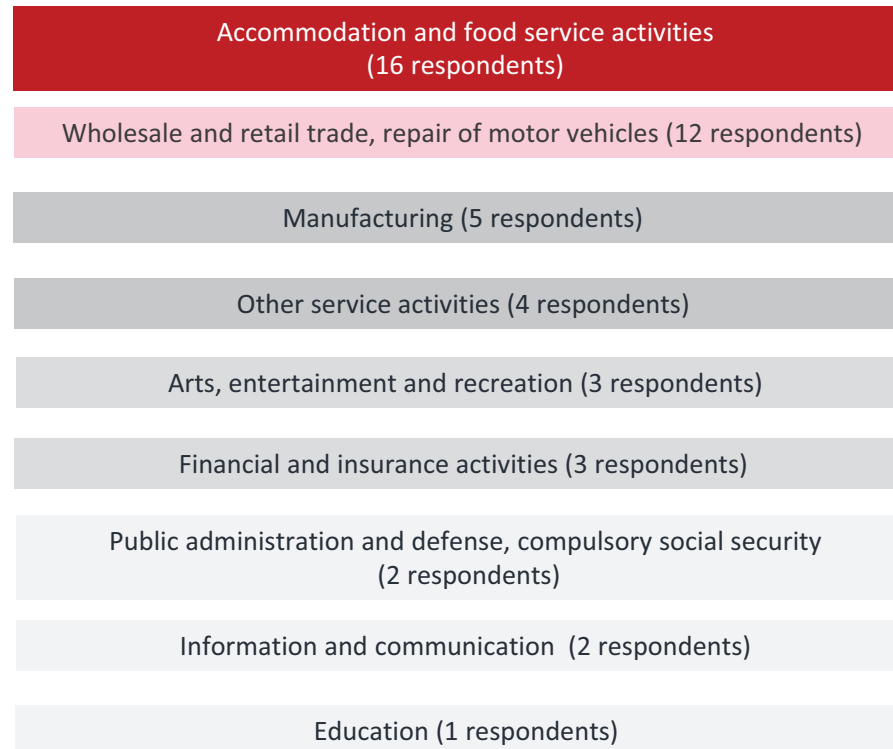 Accommodation and food service activities
(16 respondents)
Wholesale and retail trade, repair of motor vehicles (12 respondents)
Manufacturing (5 respondents)
Other service activities (4 respondents)
Arts, entertainment and recreation (3 respondents)
Financial and insurance activities (3 respondents)
Public administration and defense, compulsory social security
(2 respondents)
Information and communication  (2 respondents)
Education (1 respondents)